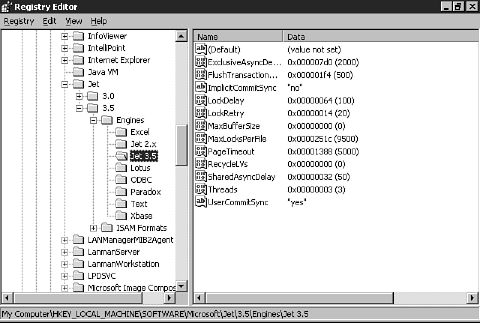 Registry Editor
Registry Edit View Help
InfoViewer
IntelliPoint
Internet Explorer
Java VM
Jet
3.0
3.5
Engines
Excel
Jet 2.x
Jet 3.5
Lotus
ODBC
Paradox
Text
Xbase
ISAM Formats
LANManagerMIB2Agent
LanmanServer
LanmanWorkstation
LPDSVC
Microsoft Image Compos
Name Data
(Default) (value not set)
ExclusiveAsyncDe... 0x000007d0 (2000)
FlushTransaction... 0x000001f4 (500)
ImplicitCommitSync "no"
LockDelay 0x00000064 (100)
LockRetry 0x00000014 (20)
MaxBufferSize 0x00000000 (0)
MaxLocksPerFile 0x0000251c (9500)
PageTimeout 0x00001388 (5000)
RecycleLVs 0x00000000 (0)
SharedAsyncDelay 0x00000032 (50)
Threads 0x00000003 (3)
UserCommitSync "yes"
My Computer\HKEY_LOCAL_MACHINE\SOFTWARE\Microsoft\Jet\3.5\Engines\Jet 3.5